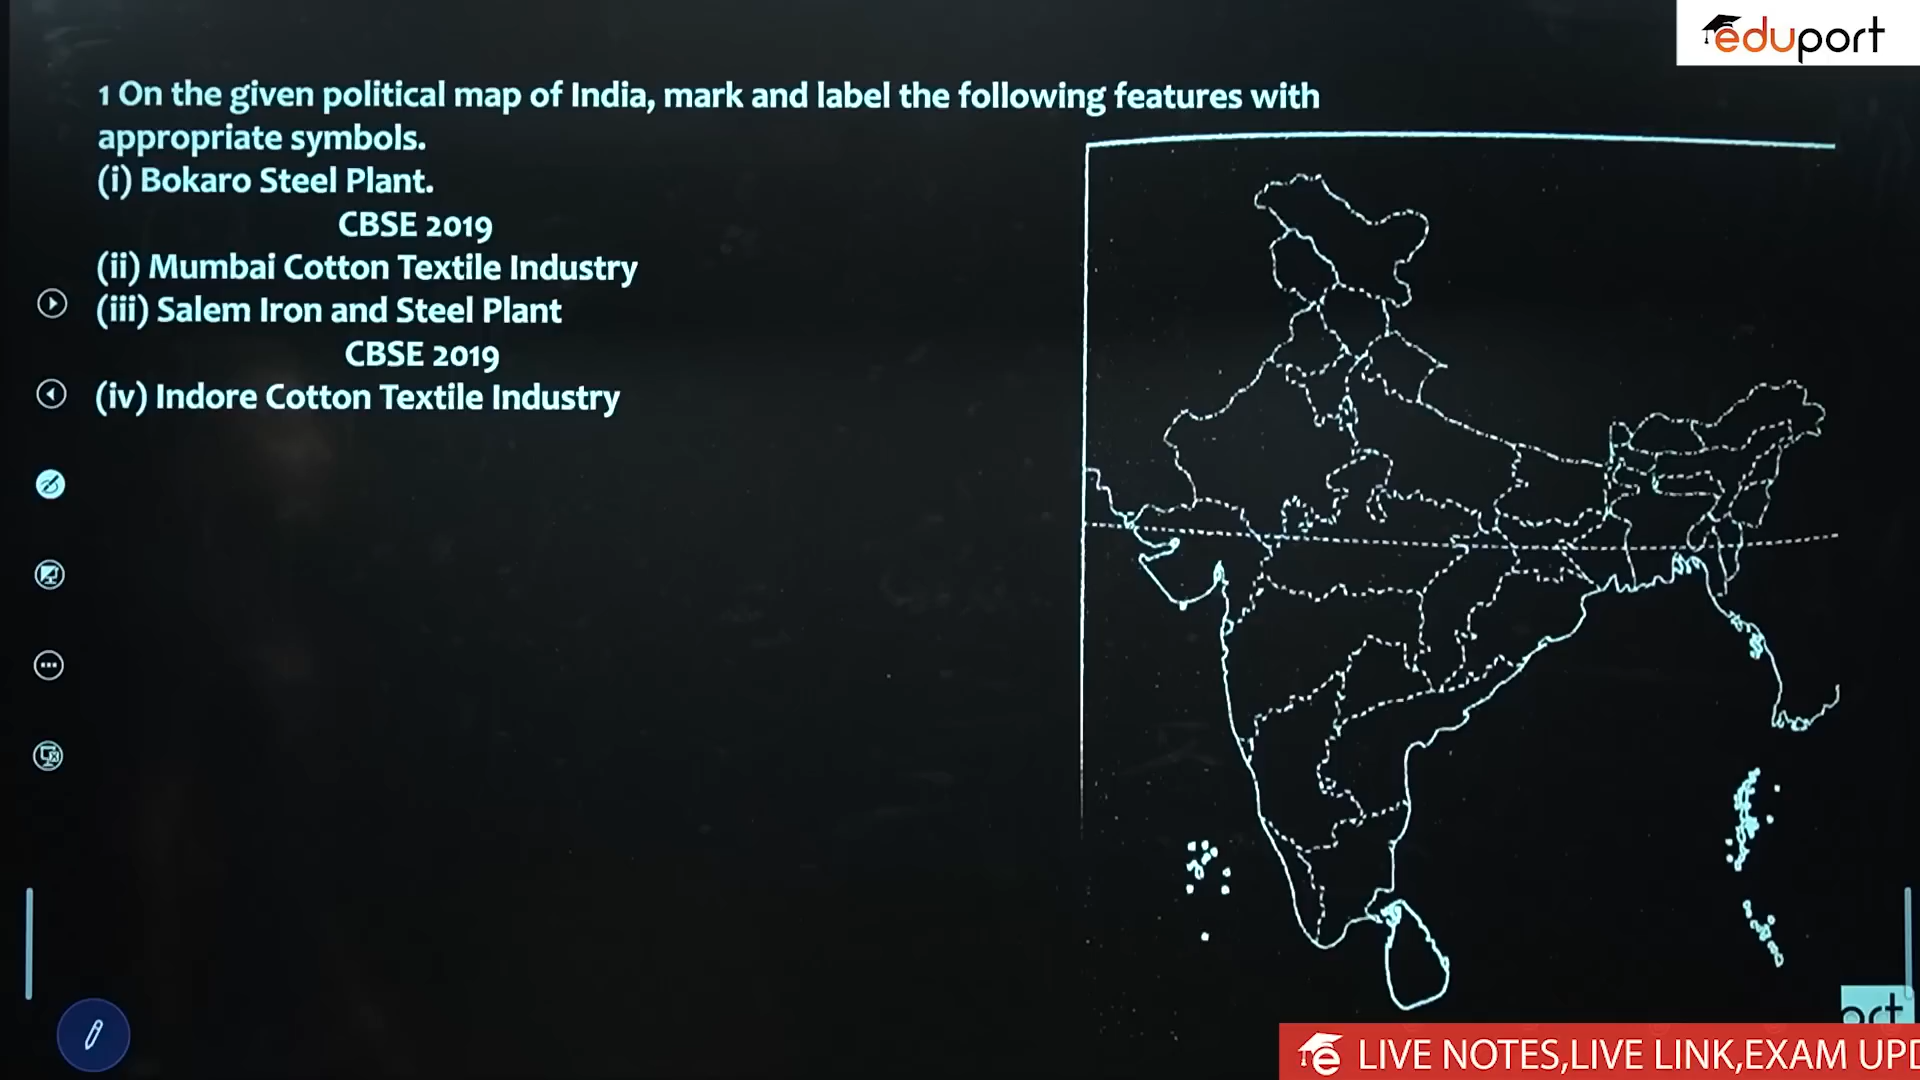 eduport
1 On the given political map of India, mark and label the following features with
appropriate symbols.
(i) Bokaro Steel Plant.
CBSE 2019
(ii) Mumbai Cotton Textile Industry
(iii) Salem Iron and Steel Plant
CBSE 2019
(iv) Indore Cotton Textile Industry
LIVE NOTES,LIVE LINK,EXAM UPD